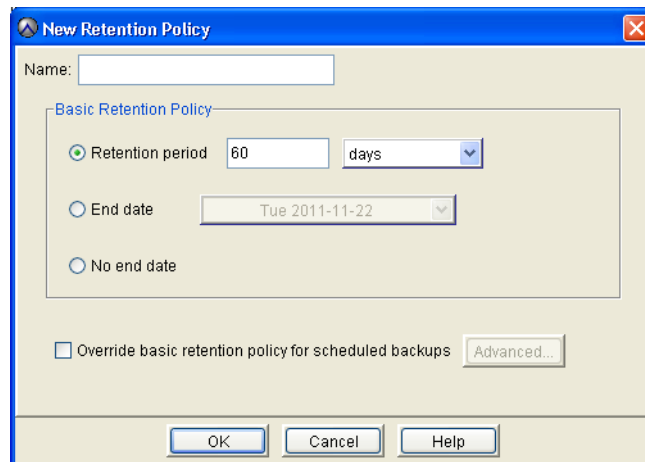 New Retention Policy
Name:
Basic Retention Policy
Retention period 60 days
End date Tue 2011-11-22
No end date
Override basic retention policy for scheduled backups Advanced...
OK Cancel Help